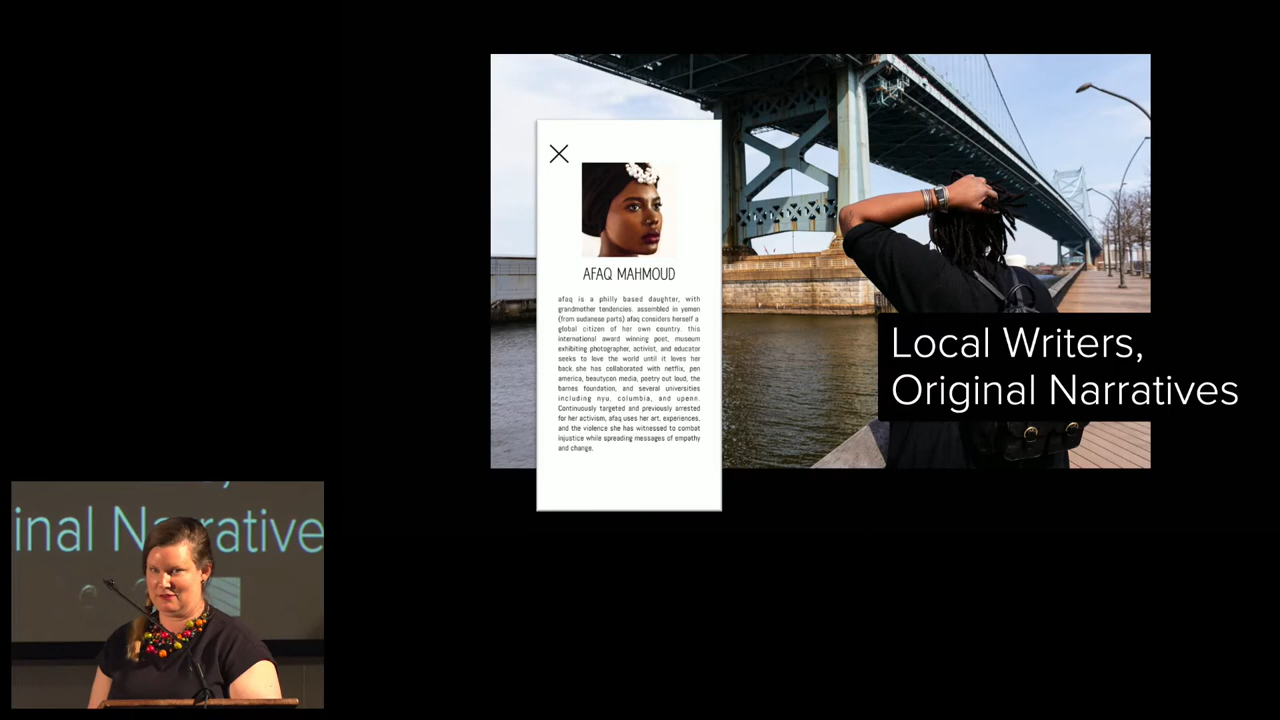 AFAQ MAHMOUD
afaq is a philly based daughter, with
grandmother tendencies. assembled in yemen
(from sudanese parts) afaq considers herself a
global citizen of her own country. this
international award winning poet, museum
exhibiting photographer, activist, and educator
seeks to love the world until it loves her
back. she has collaborated with netflix, pen
america, beautycon media, poetry out loud, the
barnes foundation, and several universities
including nyu, columbia, and upenn.
Continuously targeted and previously arrested
for her activism, afaq uses her art, experiences,
and the violence she has witnessed to combat
injustice while spreading messages of empathy
and change.
Local Writers,
Original Narratives
inal Narrative